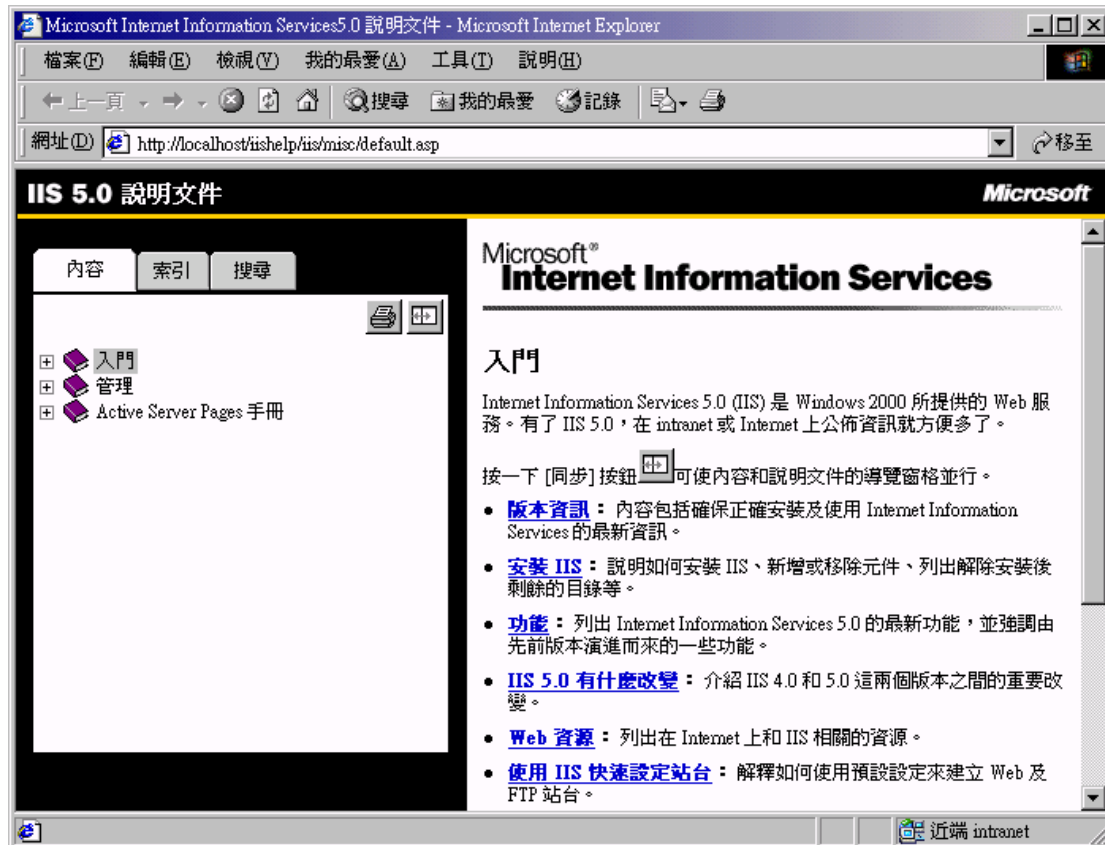 Microsoft Internet Information Services5.0 說明文件 - Microsoft Internet Explorer
檔案(F) 編輯(E) 檢視(V) 我的最愛(A) 工具(T) 說明(H)
上一頁 搜尋 我的最愛 記錄
網址(D) http://localhost/iishelp/iis/misc/default.asp 移至
IIS 5.0 說明文件 Microsoft
內容 索引 搜尋
入門
管理
Active Server Pages 手冊
Microsoft®
Internet Information Services
入門
Internet Information Services 5.0 (IIS) 是 Windows 2000 所提供的 Web 服
務。有了 IIS 5.0，在 intranet 或 Internet 上公佈資訊就方便多了。
按一下 [同步] 按鈕可使內容和說明文件的導覽窗格並行。
• 版本資訊： 內容包括確保正確安裝及使用 Internet Information
Services 的最新資訊。
• 安裝 IIS： 說明如何安裝 IIS、新增或移除元件、列出解除安裝後
剩餘的目錄等。
• 功能： 列出 Internet Information Services 5.0 的最新功能，並強調由
先前版本演進而來的一些功能。
• IIS 5.0 有什麼改變： 介紹 IIS 4.0 和 5.0 這兩個版本之間的重要改
變。
• Web 資源： 列出在 Internet 上和 IIS 相關的資源。
• 使用 IIS 快速設定站台： 解釋如何使用預設設定來建立 Web 及
FTP 站台。
近端 intranet